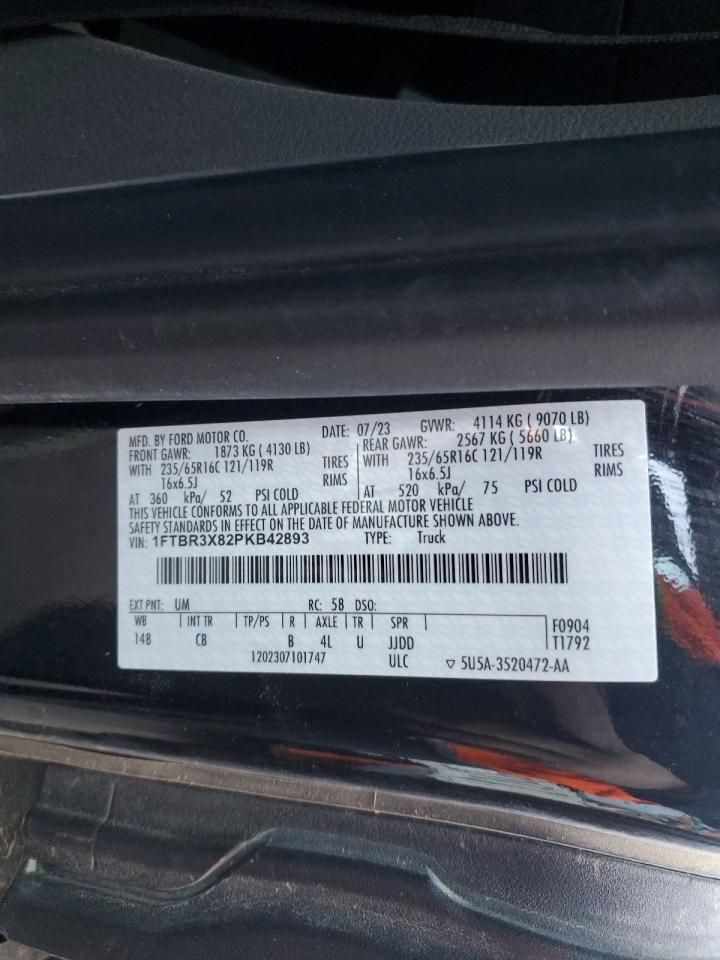 MFD. BY FORD MOTOR CO. DATE: 07/23 GVWR: 4114 KG ( 9070 LB)
FRONT GAWR: 1873 KG ( 4130 LB) REAR GAWR: 2567 KG ( 5660 LB)
WITH 235/65R16C 121/119R TIRES WITH 235/65R16C 121/119R TIRES
16x6.5J RIMS 16x6.5J RIMS
AT 360 kPa/ 52 PSI COLD AT 520 kPa/ 75 PSI COLD
THIS VEHICLE CONFORMS TO ALL APPLICABLE FEDERAL MOTOR VEHICLE
SAFETY STANDARDS IN EFFECT ON THE DATE OF MANUFACTURE SHOWN ABOVE.
VIN: 1FTBR3X82PKB42893 TYPE: Truck
EXT PNT: UM RC: 58 DSO:
WB INT TR TP/PS R AXLE TR SPR F0904
148 CB B 4L U JJDD T1792
1202307101747 ULC ▽ 5U5A-3520472-AA